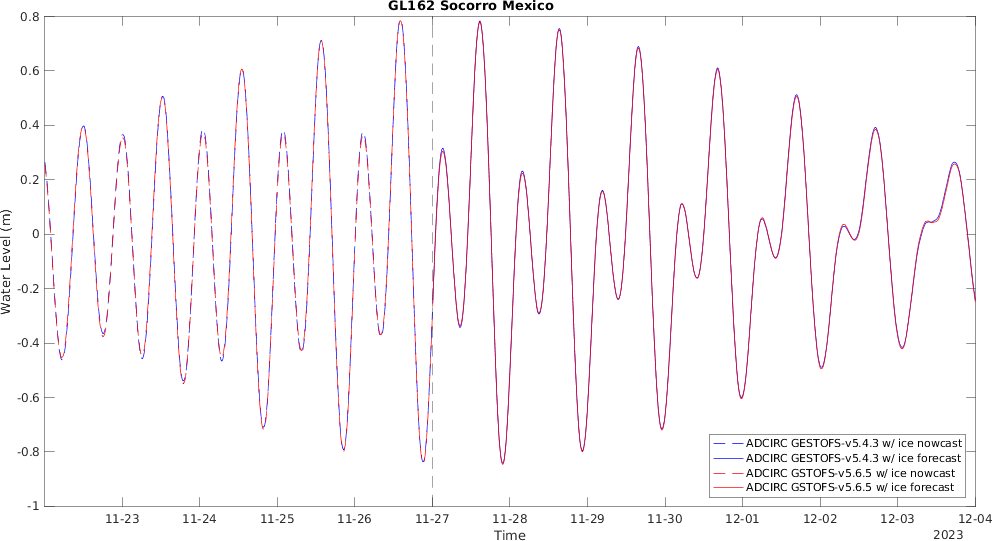 GL162 Socorro Mexico
0.8
0.6
0.4
0.2
0
-0.2
-0.4
-0.6
-0.8
-1
Water Level (m)
11-23 11-24 11-25 11-26 11-27 11-28 11-29 11-30 12-01 12-02 12-03 12-04
Time
2023
ADCIRC GESTOFS-v5.4.3 w/ ice nowcast
ADCIRC GESTOFS-v5.4.3 w/ ice forecast
ADCIRC GSTOFS-v5.6.5 w/ ice nowcast
ADCIRC GSTOFS-v5.6.5 w/ ice forecast